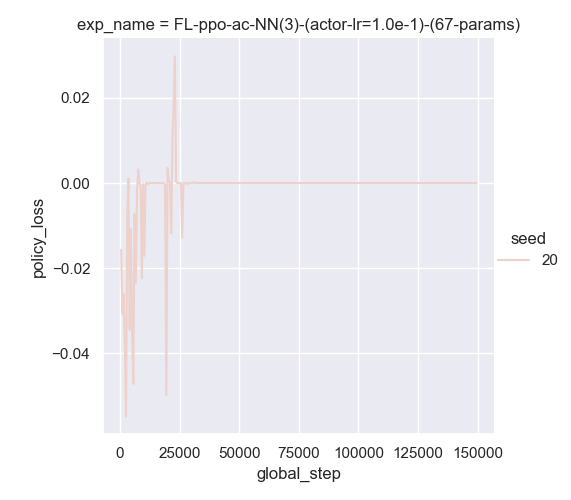 exp_name = FL-ppo-ac-NN(3)-(actor-lr=1.0e-1)-(67-params)
0.02
0.00
−0.02
−0.04
policy_loss
0 25000 50000 75000 100000 125000 150000
global_step
seed
20